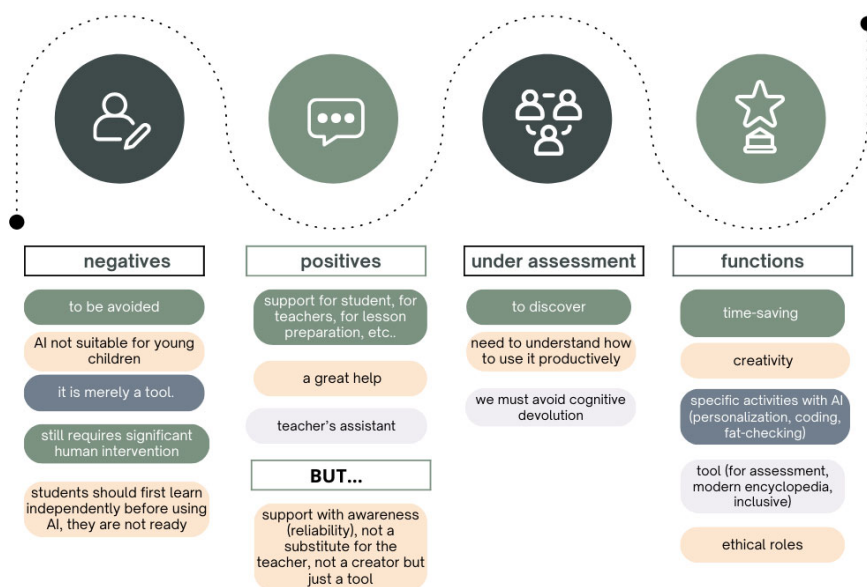 negatives
to be avoided
AI not suitable for young
children
it is merely a tool.
still requires significant
human intervention
students should first learn
independently before using
AI, they are not ready
positives
support for student, for
teachers, for lesson
preparation, etc..
a great help
teacher's assistant
BUT...
support with awareness
(reliability), not a
substitute for the
teacher, not a creator but
just a tool
under assessment
to discover
need to understand how
to use it productively
we must avoid cognitive
devolution
functions
time-saving
creativity
specific activities with AI
(personalization, coding,
fat-checking)
tool (for assessment,
modern encyclopedia,
inclusive)
ethical roles